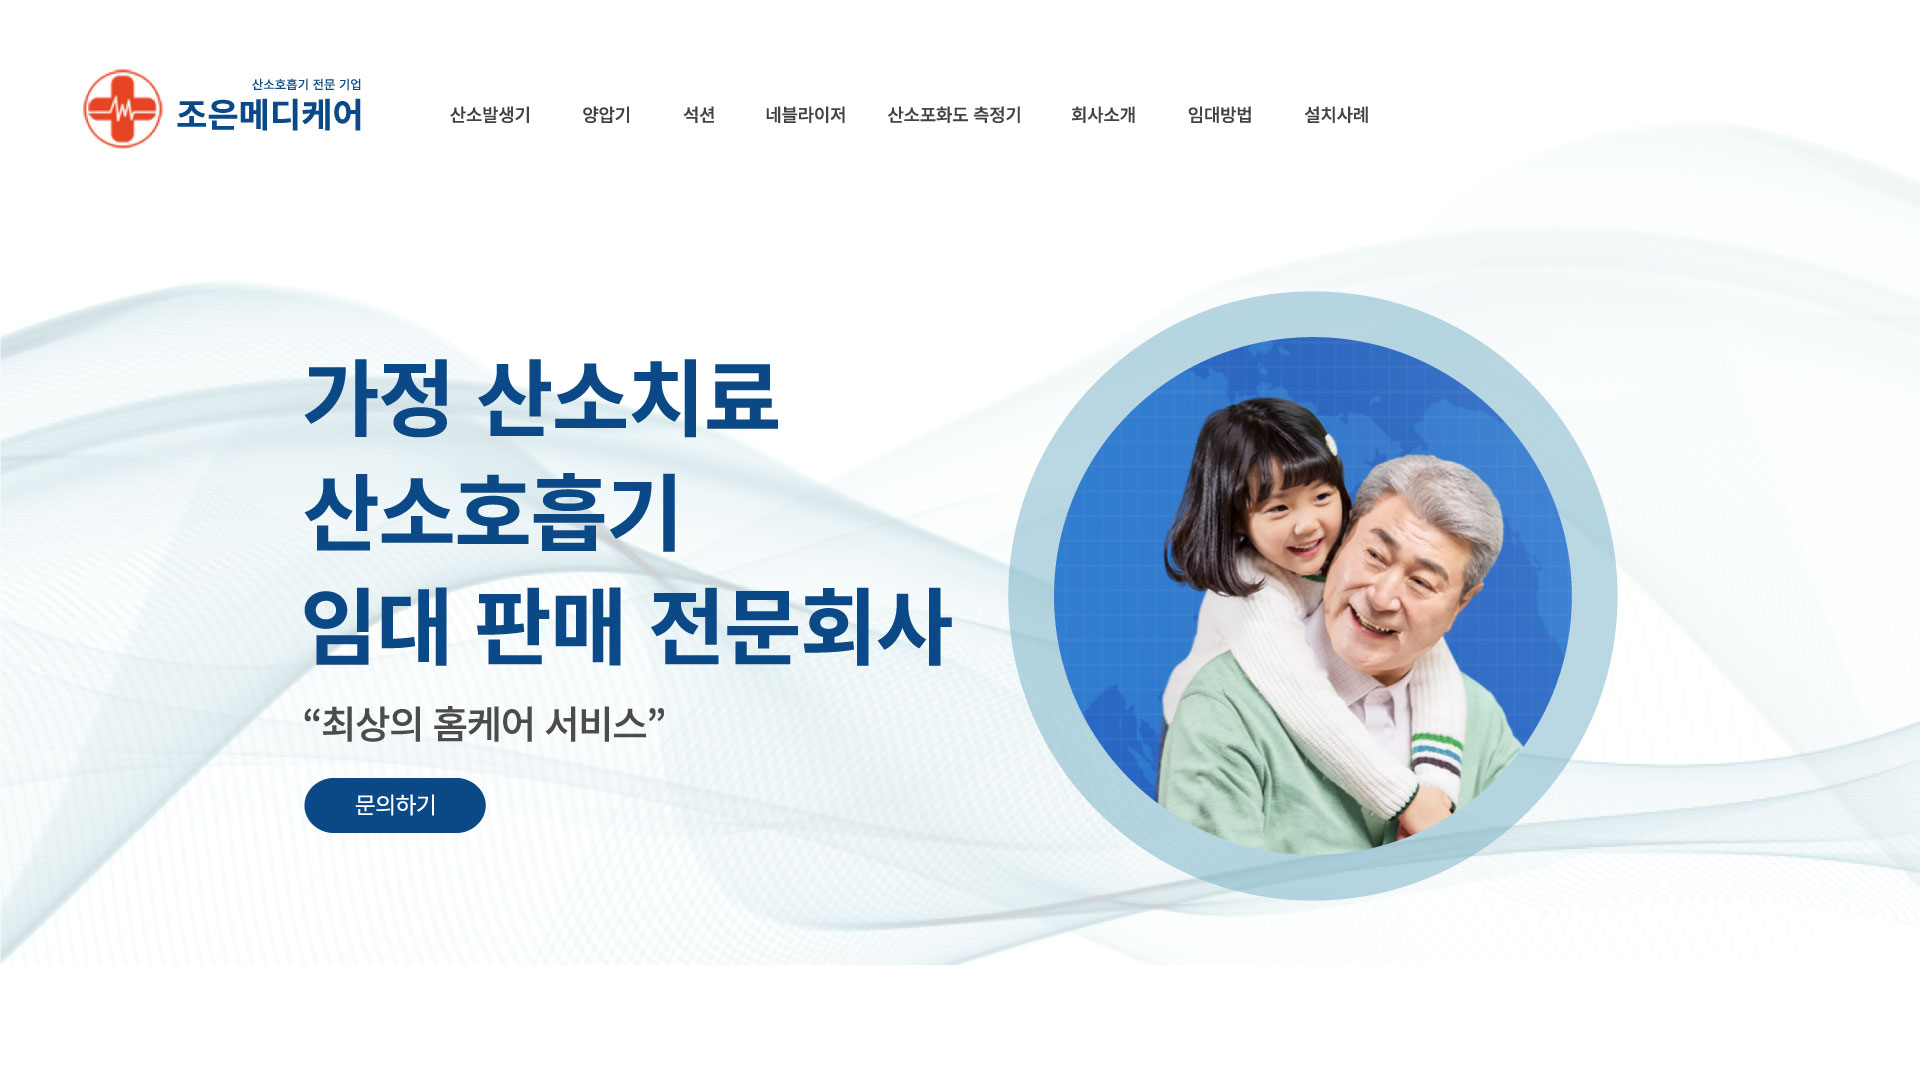 산소호흡기 전문 기업
조은메디케어
산소발생기 양압기 석션 네블라이저 산소포화도 측정기 회사소개 임대방법 설치사례
가정 산소치료
산소호흡기
임대 판매 전문회사
“최상의 홈케어 서비스”
문의하기